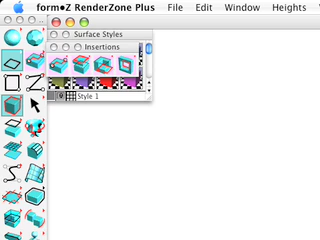 form•Z RenderZone Plus File Edit Window Heights
Surface Styles
Insertions
Style 1